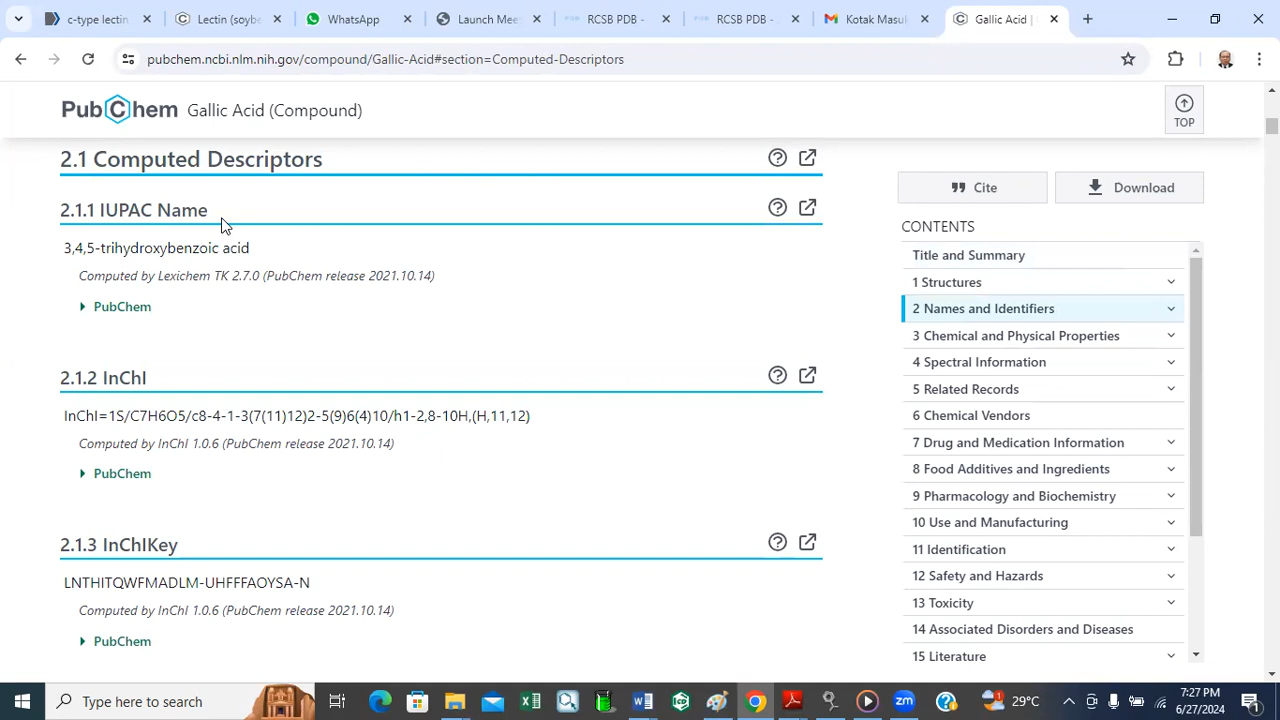 c-type lectin
Lectin (soybe
WhatsApp
Launch Mee
RCSB PDB -
RCSB PDB -
Kotak Masuk
Gallic Acid |
pubchem.ncbi.nlm.nih.gov/compound/Gallic-Acid#section=Computed-Descriptors
PubChem Gallic Acid (Compound)
TOP
2.1 Computed Descriptors
2.1.1 IUPAC Name
3,4,5-trihydroxybenzoic acid
Computed by Lexichem TK 2.7.0 (PubChem release 2021.10.14)
PubChem
2.1.2 InChI
InChI=1S/C7H6O5/c8-4-1-3(7(11)12)2-5(9)6(4)10/h1-2,8-10H,(H,11,12)
Computed by InChI 1.0.6 (PubChem release 2021.10.14)
PubChem
2.1.3 InChIKey
LNTHITQWFMADLM-UHFFFAOYSA-N
Computed by InChI 1.0.6 (PubChem release 2021.10.14)
PubChem
Cite
Download
CONTENTS
Title and Summary
1 Structures
2 Names and Identifiers
3 Chemical and Physical Properties
4 Spectral Information
5 Related Records
6 Chemical Vendors
7 Drug and Medication Information
8 Food Additives and Ingredients
9 Pharmacology and Biochemistry
10 Use and Manufacturing
11 Identification
12 Safety and Hazards
13 Toxicity
14 Associated Disorders and Diseases
15 Literature
Type here to search
29°C
7:27 PM
6/27/2024